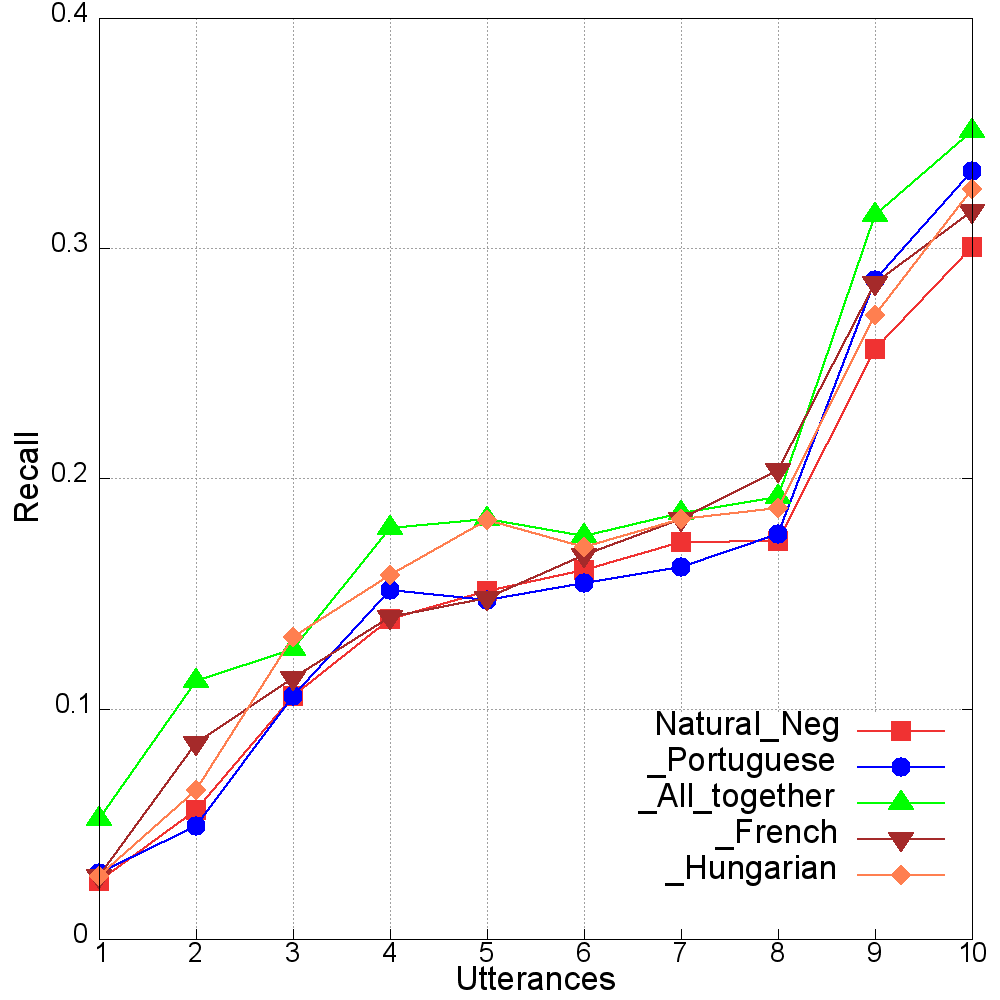 0.4
0.3
0.2
0.1
0
Recall
1 2 3 4 5 6 7 8 9 10
Utterances
Natural_Neg
_Portuguese
_All_together
_French
_Hungarian